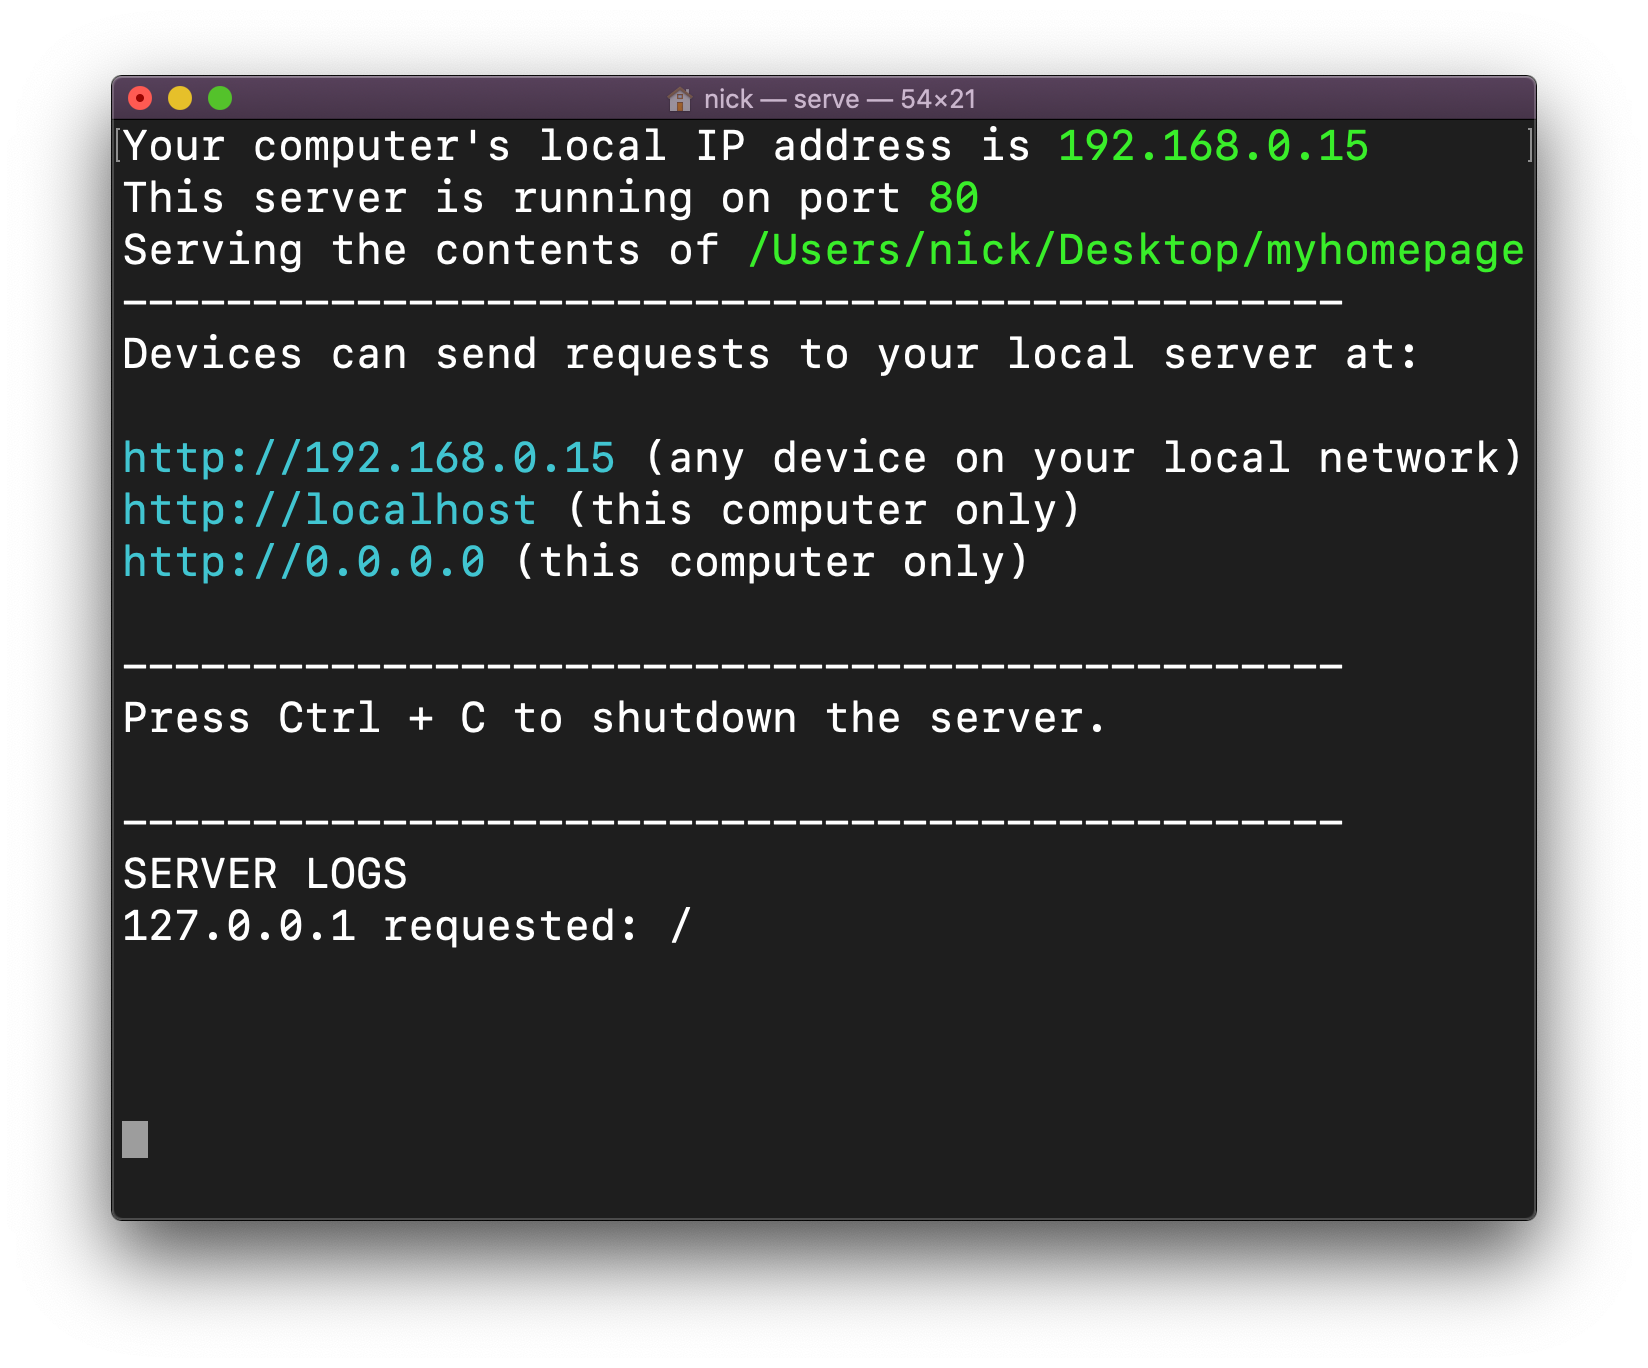 nick — serve — 54×21
Your computer's local IP address is 192.168.0.15
This server is running on port 80
Serving the contents of /Users/nick/Desktop/myhomepage
-----------------------------------------------
Devices can send requests to your local server at:
http://192.168.0.15 (any device on your local network)
http://localhost (this computer only)
http://0.0.0.0 (this computer only)
-----------------------------------------------
Press Ctrl + C to shutdown the server.
-----------------------------------------------
SERVER LOGS
127.0.0.1 requested: /